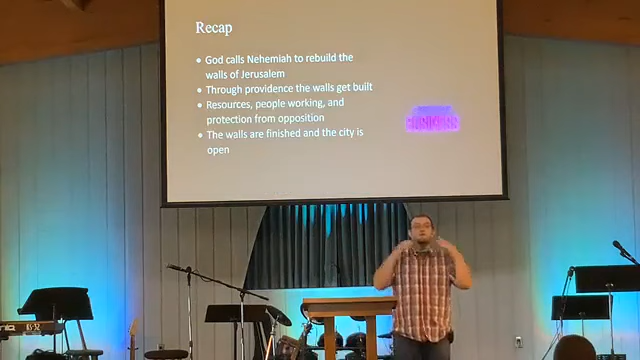 Recap
• God calls Nehemiah to rebuild the
walls of Jerusalem
• Through providence the walls get built
• Resources, people working, and
protection from opposition
• The walls are finished and the city is
open